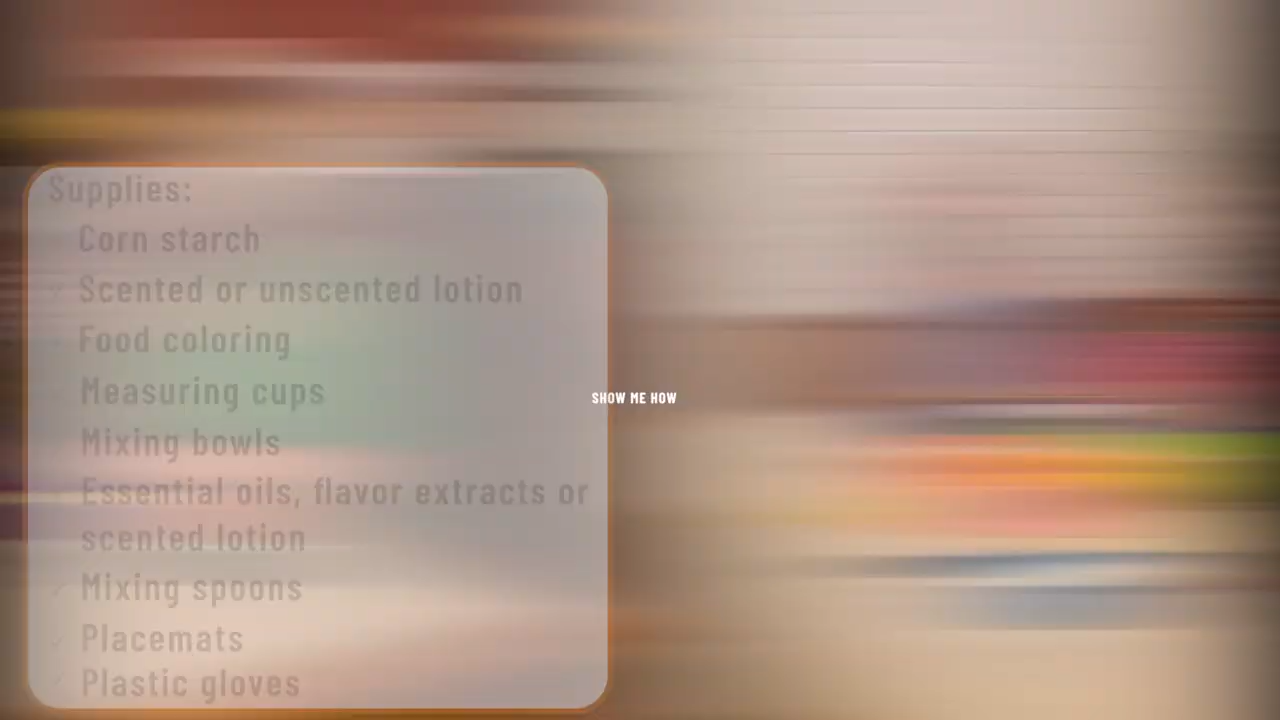 Supplies:
Corn starch
Scented or unscented lotion
Food coloring
Measuring cups
SHOW ME HOW
Mixing bowls
Essential oils, flavor extracts or
scented lotion
Mixing spoons
Placemats
Plastic gloves